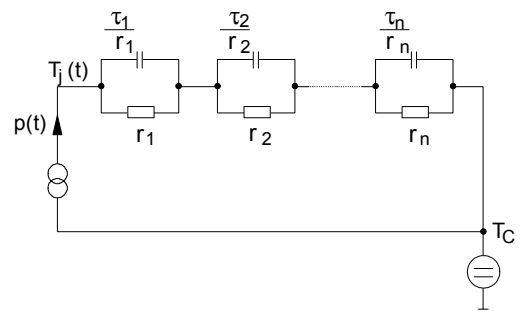 τ1/r1 τ2/r2 τn/rn
Tj (t)
r1 r2 rn
p(t)
TC